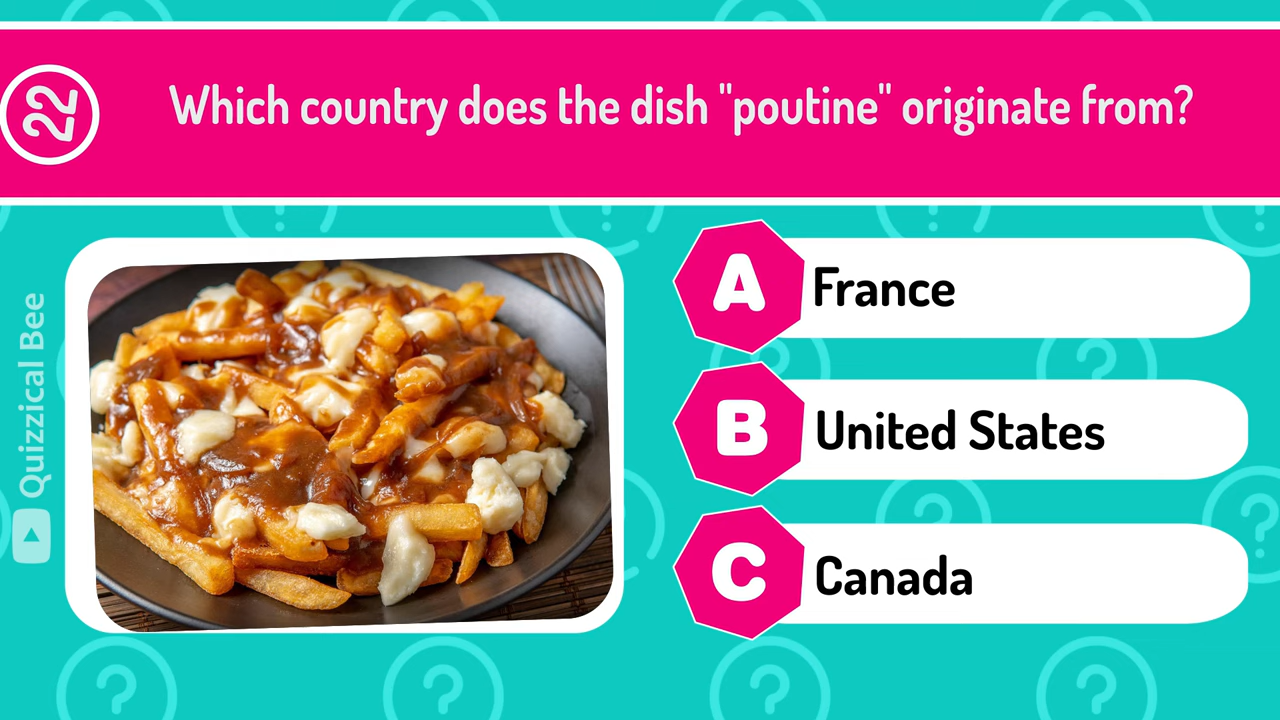 22
Which country does the dish "poutine" originate from?
A France
B United States
C Canada
Quizzical Bee